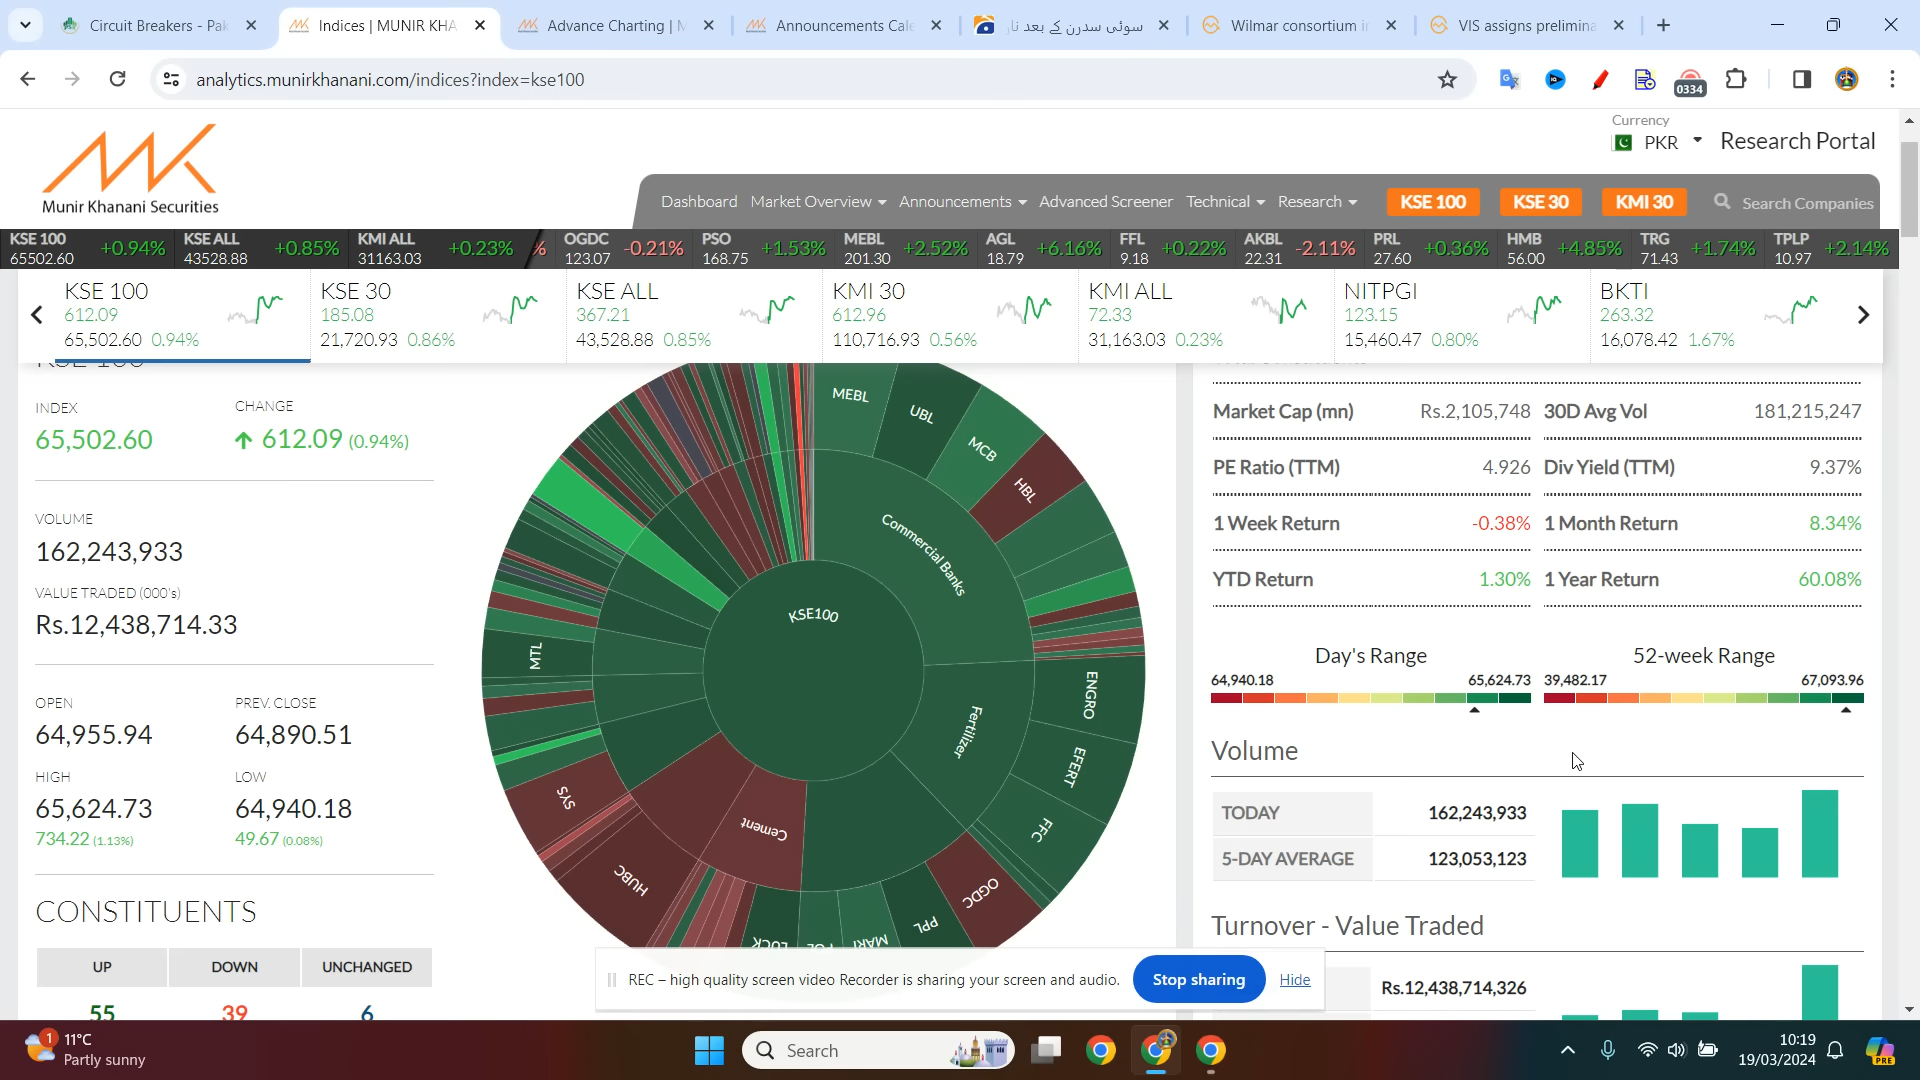 Circuit Breakers - Pak
Indices | MUNIR KHA
Advance Charting | M
Announcements Cale
سوئی سدرن کے بعد نار
Wilmar consortium in
VIS assigns prelimina
analytics.munirkhanani.com/indices?index=kse100
0334
Munir Khanani Securities
Currency
PKR
Research Portal
Dashboard Market Overview Announcements Advanced Screener Technical Research KSE 100 KSE 30 KMI 30 Search Companies
KSE 100 65502.60 +0.94%
KSE ALL 43528.88 +0.85%
KMI ALL 31163.03 +0.23%
%
OGDC 123.07 -0.21%
PSO 168.75 +1.53%
MEBL 201.30 +2.52%
AGL 18.79 +6.16%
FFL 9.18 +0.22%
AKBL 22.31 -2.11%
PRL 27.60 +0.36%
HMB 56.00 +4.85%
TRG 71.43 +1.74%
TPLP 10.97 +2.14%
KSE 100
612.09
65,502.60 0.94%
KSE 30
185.08
21,720.93 0.86%
KSE ALL
367.21
43,528.88 0.85%
KMI 30
612.96
110,716.93 0.56%
KMI ALL
72.33
31,163.03 0.23%
NITPGI
123.15
15,460.47 0.80%
BKTI
263.32
16,078.42 1.67%
KSE 100
INDEX
65,502.60
CHANGE
612.09 (0.94%)
VOLUME
162,243,933
VALUE TRADED (000's)
Rs.12,438,714.33
OPEN
64,955.94
PREV. CLOSE
64,890.51
HIGH
65,624.73
734.22 (1.13%)
LOW
64,940.18
49.67 (0.08%)
CONSTITUENTS
UP DOWN UNCHANGED
55 39 6
KSE100
Commercial Banks
Fertilizer
Cement
MEBL
UBL
MCB
HBL
ENGRO
EFERT
FFC
OGDC
PPL
MARI
POL
LUCK
HUBC
SYS
MTL
Market Cap (mn) Rs.2,105,748
30D Avg Vol 181,215,247
PE Ratio (TTM) 4.926
Div Yield (TTM) 9.37%
1 Week Return -0.38%
1 Month Return 8.34%
YTD Return 1.30%
1 Year Return 60.08%
Day's Range
64,940.18 65,624.73
52-week Range
39,482.17 67,093.96
Volume
TODAY 162,243,933
5-DAY AVERAGE 123,053,123
Turnover - Value Traded
Rs.12,438,714,326
REC – high quality screen video Recorder is sharing your screen and audio.
Stop sharing
Hide
1
11°C
Partly sunny
Search
10:19
19/03/2024
PRE